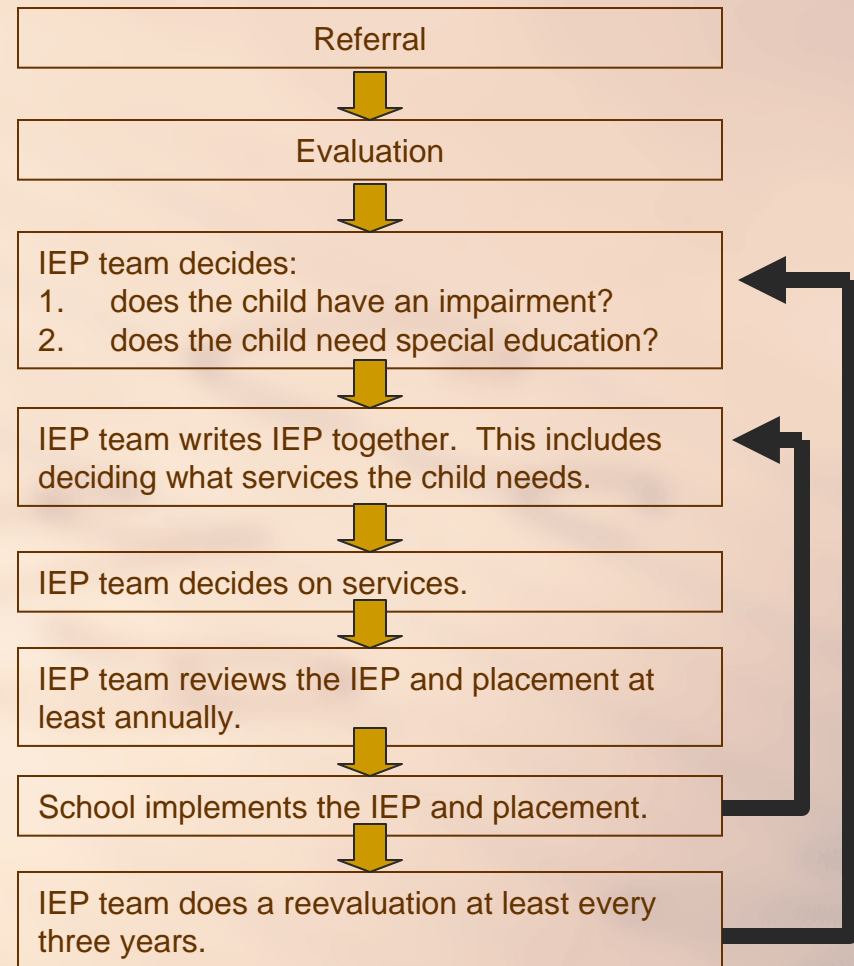 Referral
Evaluation
IEP team decides:
1. does the child have an impairment?
2. does the child need special education?
IEP team writes IEP together. This includes
deciding what services the child needs.
IEP team decides on services.
IEP team reviews the IEP and placement at
least annually.
School implements the IEP and placement.
IEP team does a reevaluation at least every
three years.